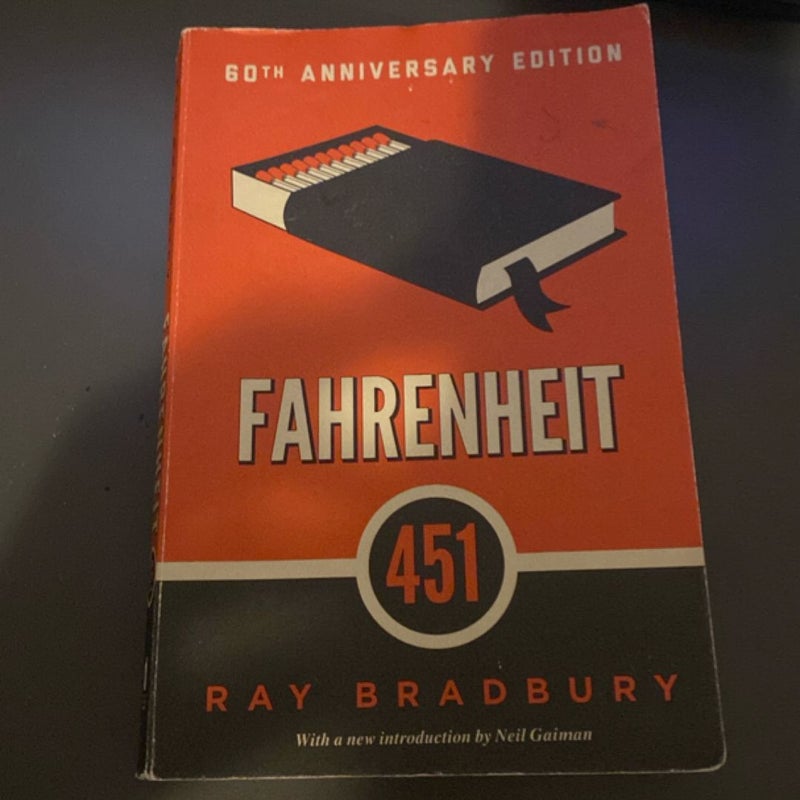 60TH ANNIVERSARY EDITION
FAHRENHEIT
451
RAY BRADBURY
With a new introduction by Neil Gaiman